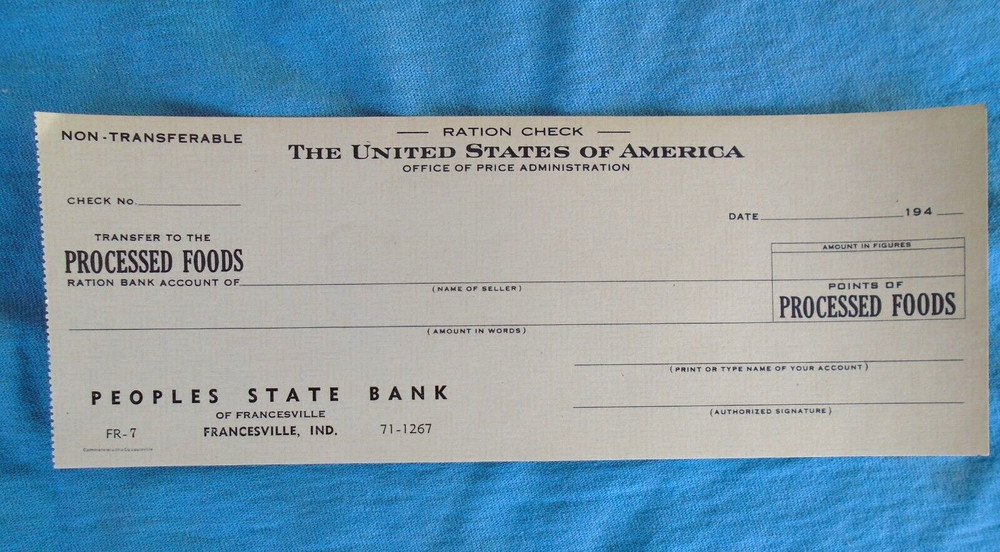 NON-TRANSFERABLE
RATION CHECK
THE UNITED STATES OF AMERICA
OFFICE OF PRICE ADMINISTRATION
CHECK NO.
DATE 194
TRANSFER TO THE
PROCESSED FOODS
RATION BANK ACCOUNT OF
(NAME OF SELLER)
AMOUNT IN FIGURES
POINTS OF
PROCESSED FOODS
(AMOUNT IN WORDS)
(PRINT OR TYPE NAME OF YOUR ACCOUNT)
(AUTHORIZED SIGNATURE)
PEOPLES STATE BANK
OF FRANCESVILLE
FR-7 FRANCESVILLE, IND. 71-1267